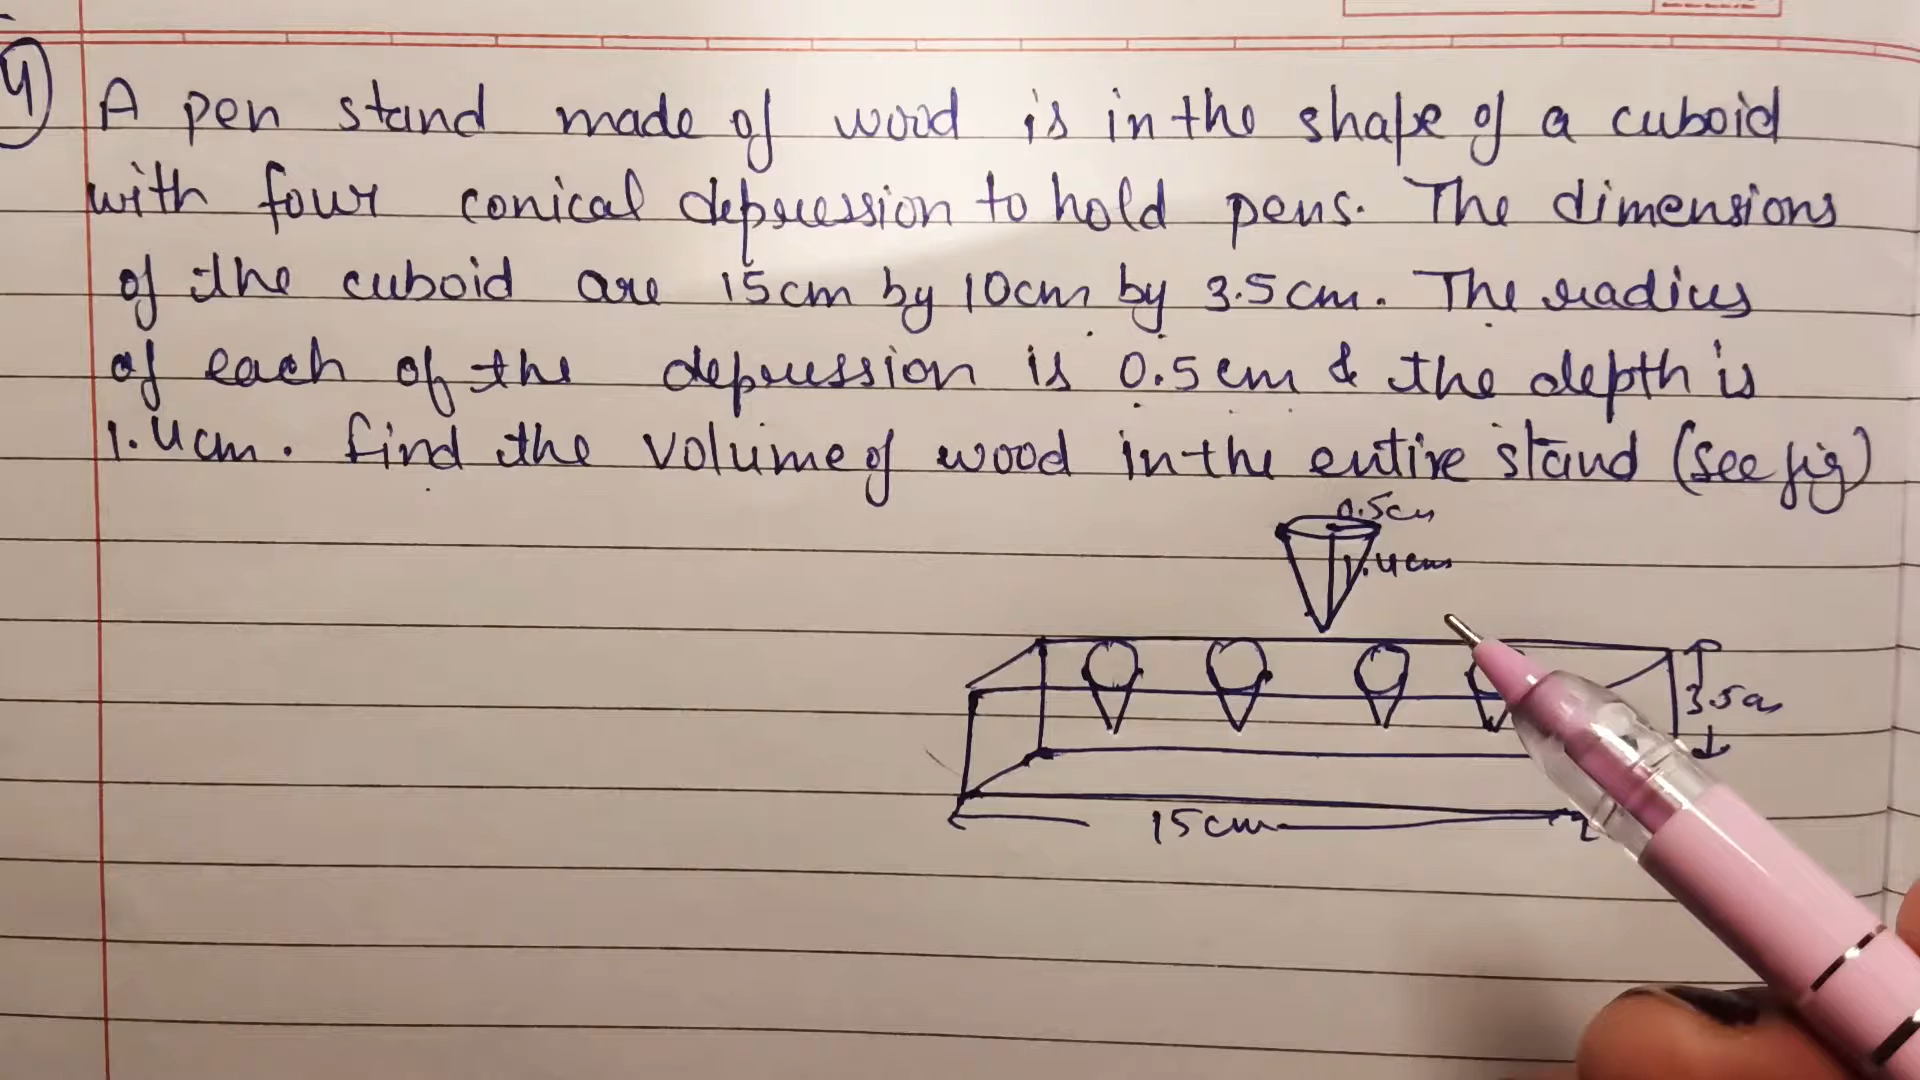 4)
A pen stand made of wood is in the shape of a cuboid
with four conical depression to hold pens. The dimensions
of the cuboid are 15cm by 10cm by 3.5cm. The radius
of each of the depression is 0.5cm & the depth is
1.4cm. find the volume of wood in the entire stand (see fig)
0.5cm
1.4cm
3.5cm
15cm